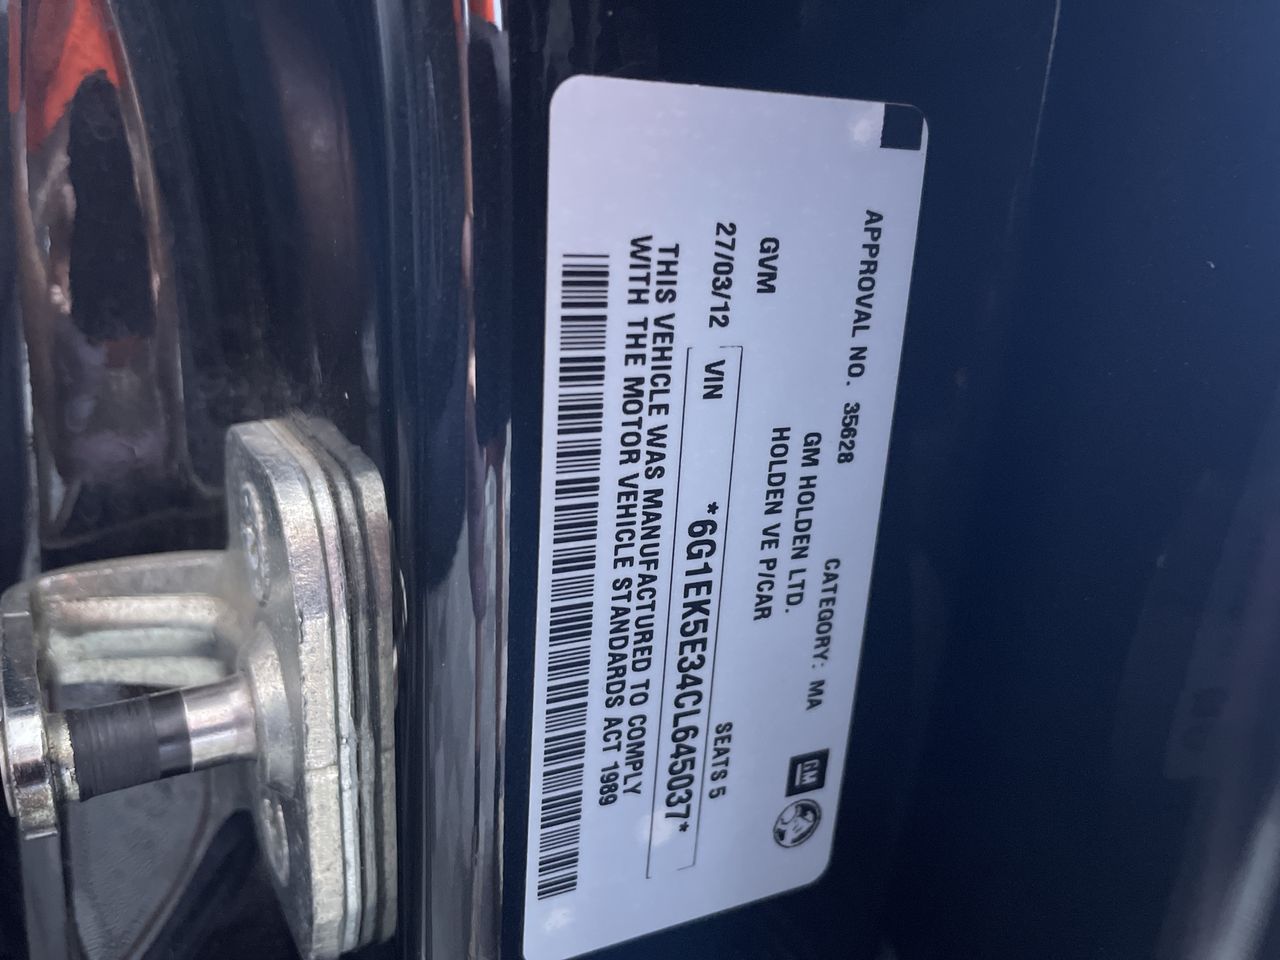 APPROVAL NO. 35628
CATEGORY: MA
GM
GM HOLDEN LTD.
HOLDEN VE P/CAR
GVM
27/03/12
SEATS 5
VIN *6G1EK5E34CL645037*
THIS VEHICLE WAS MANUFACTURED TO COMPLY
WITH THE MOTOR VEHICLE STANDARDS ACT 1989